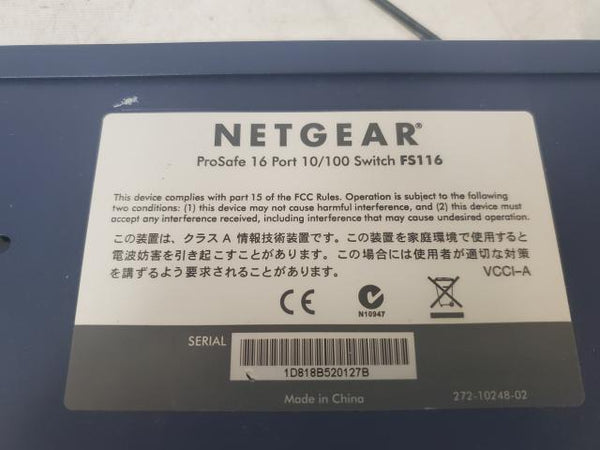 NETGEAR®
ProSafe 16 Port 10/100 Switch FS116
This device complies with part 15 of the FCC Rules. Operation is subject to the following
two conditions: (1) this device may not cause harmful interference, and (2) this device must
accept any interference received, including interference that may cause undesired operation.
この装置は、クラス A 情報技術装置です。この装置を家庭環境で使用すると
電波妨害を引き起こすことがあります。この場合には使用者が適切な対策
を講ずるよう要求されることがあります。 VCCI-A
CE
N10947
SERIAL
1D818B520127B
Made in China 272-10248-02